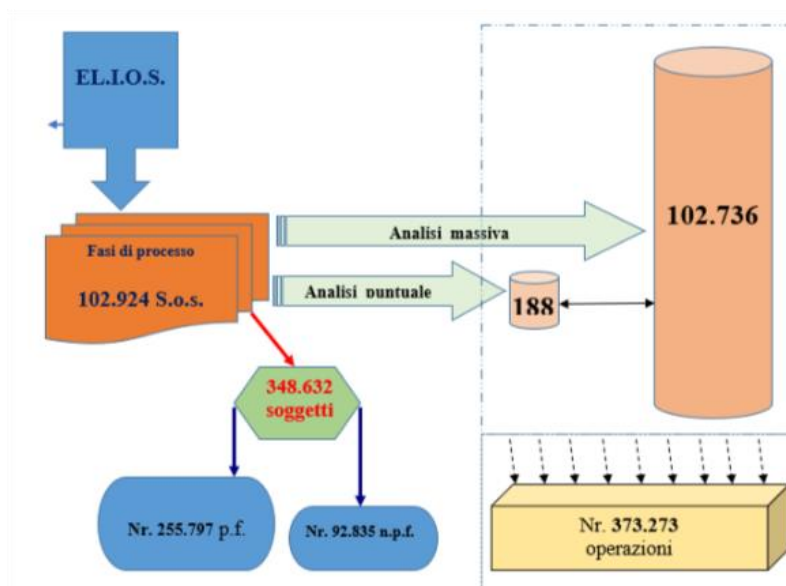 EL.I.O.S.
Fasi di processo
102.924 S.o.s.
Analisi massiva
102.736
Analisi puntuale
188
348.632
soggetti
Nr. 255.797 p.f.
Nr. 92.835 n.p.f.
Nr. 373.273
operazioni